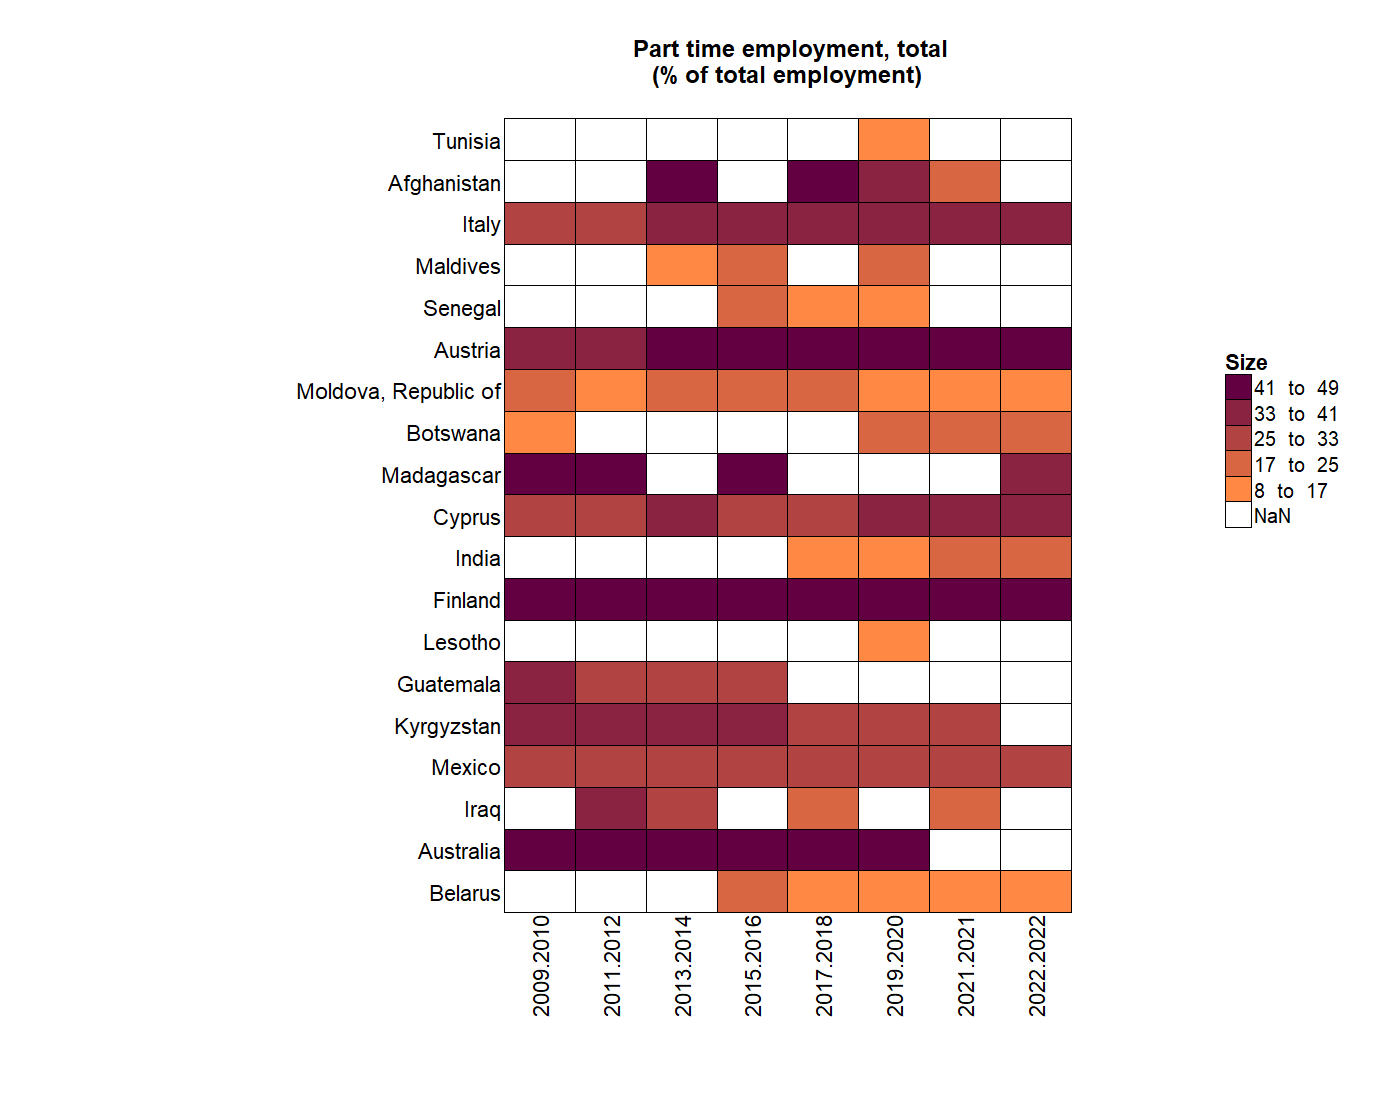 Part time employment, total
(% of total employment)
Tunisia
Afghanistan
Italy
Maldives
Senegal
Austria
Moldova, Republic of
Botswana
Madagascar
Cyprus
India
Finland
Lesotho
Guatemala
Kyrgyzstan
Mexico
Iraq
Australia
Belarus
2009.2010
2011.2012
2013.2014
2015.2016
2017.2018
2019.2020
2021.2021
2022.2022
Size
41 to 49
33 to 41
25 to 33
17 to 25
8 to 17
NaN